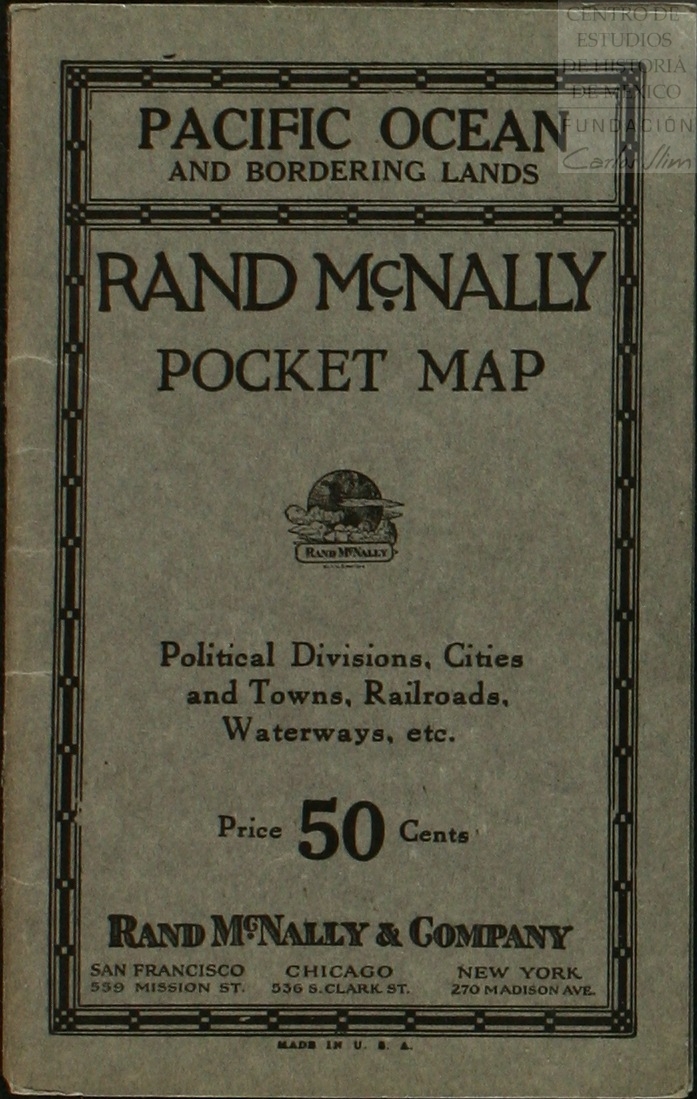 CENTRO DE
ESTUDIOS
DE HISTORIA
DE MÉXICO
FUNDACIÓN
Carlos Slim
PACIFIC OCEAN
AND BORDERING LANDS
RAND McNALLY
POCKET MAP
RAND McNALLY
Political Divisions, Cities
and Towns, Railroads,
Waterways, etc.
Price 50 Cents
RAND McNALLY & COMPANY
SAN FRANCISCO CHICAGO NEW YORK
559 MISSION ST. 536 S. CLARK ST. 270 MADISON AVE.
MADE IN U. S. A.